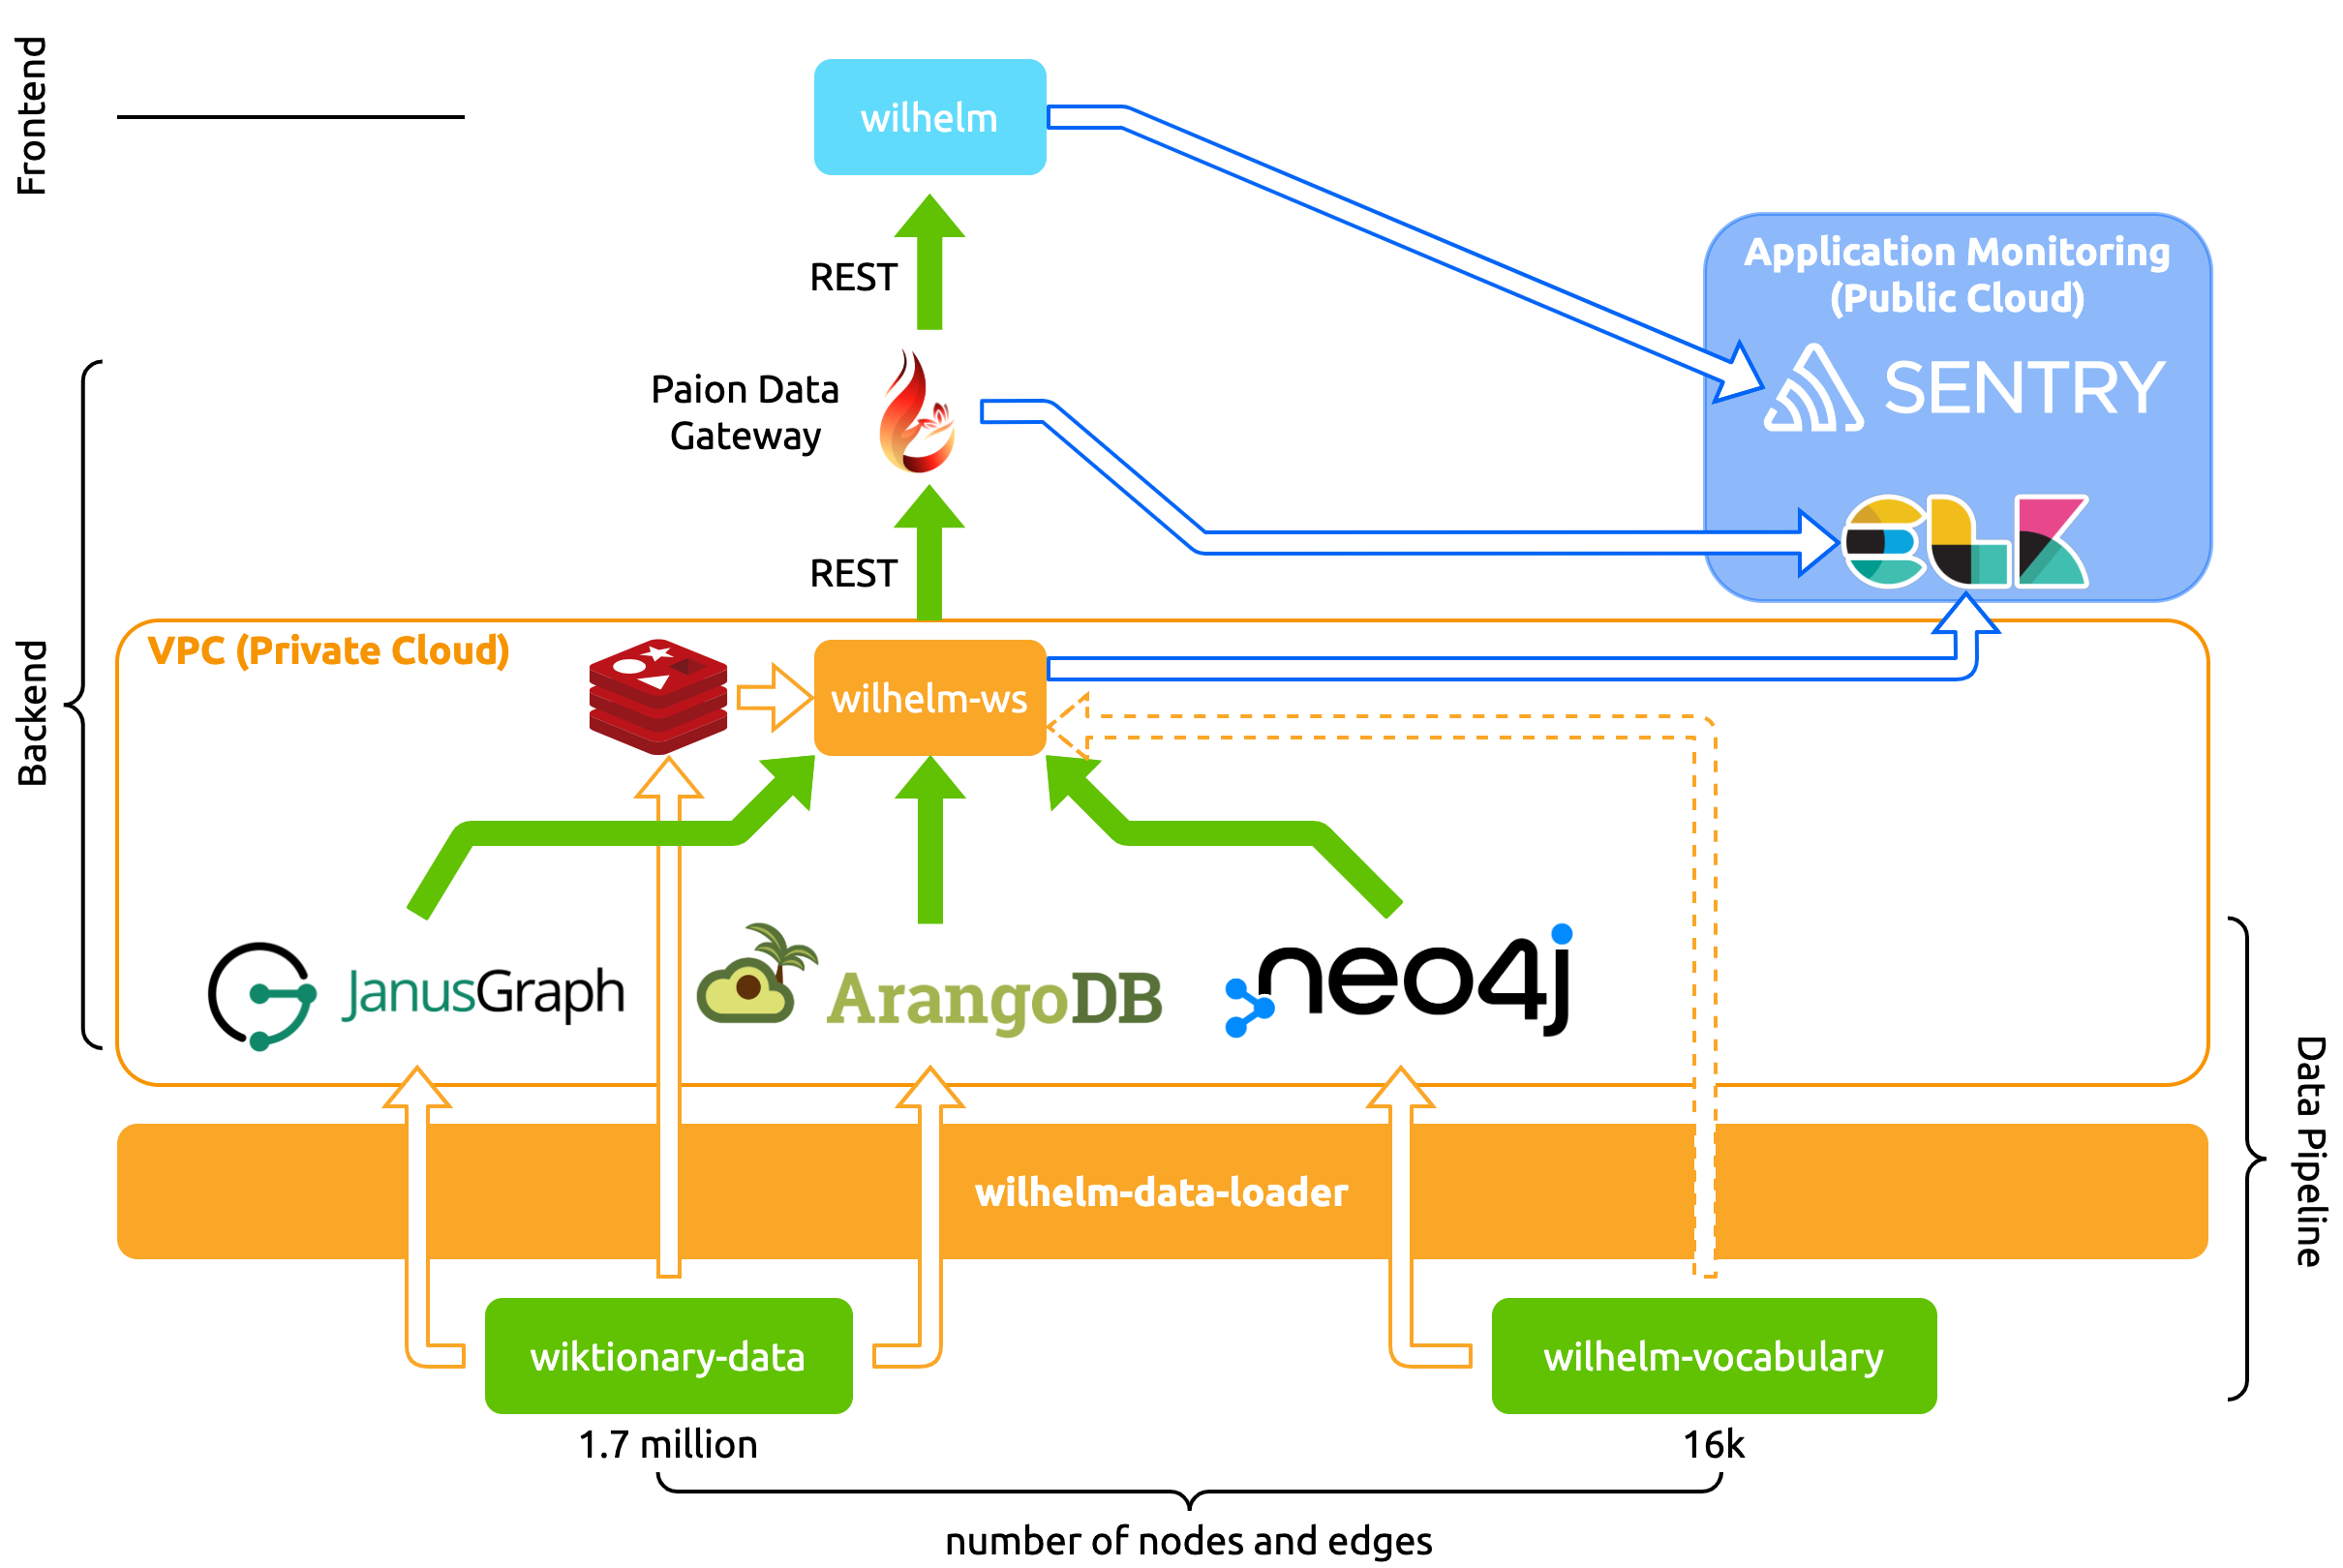 Frontend
wilhelm
Application Monitoring
(Public Cloud)
REST
SENTRY
Paion Data
Gateway
ELK
REST
Backend
VPC (Private Cloud)
wilhelm-ws
JanusGraph
ArangoDB
neo4j
Data Pipeline
wilhelm-data-loader
wiktionary-data
wilhelm-vocabulary
1.7 million
16k
number of nodes and edges